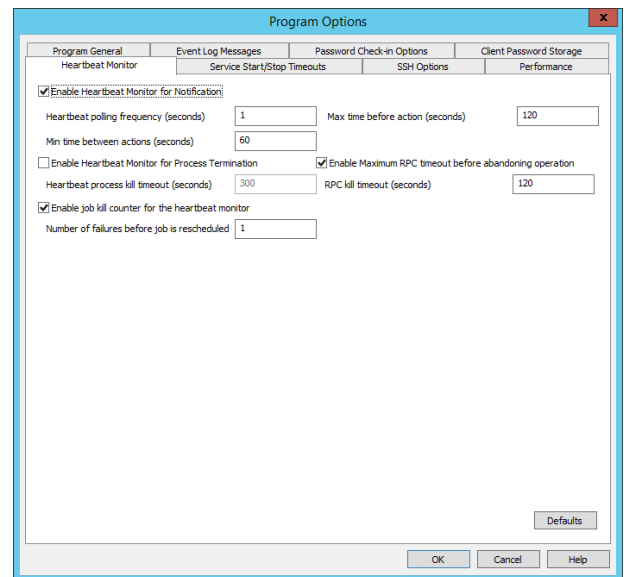 Program Options
x
Program General Event Log Messages Password Check-in Options Client Password Storage
Heartbeat Monitor Service Start/Stop Timeouts SSH Options Performance
Enable Heartbeat Monitor for Notification
Heartbeat polling frequency (seconds) 1 Max time before action (seconds) 120
Min time between actions (seconds) 60
Enable Heartbeat Monitor for Process Termination Enable Maximum RPC timeout before abandoning operation
Heartbeat process kill timeout (seconds) 300 RPC kill timeout (seconds) 120
Enable job kill counter for the heartbeat monitor
Number of failures before job is rescheduled 1
Defaults
OK Cancel Help